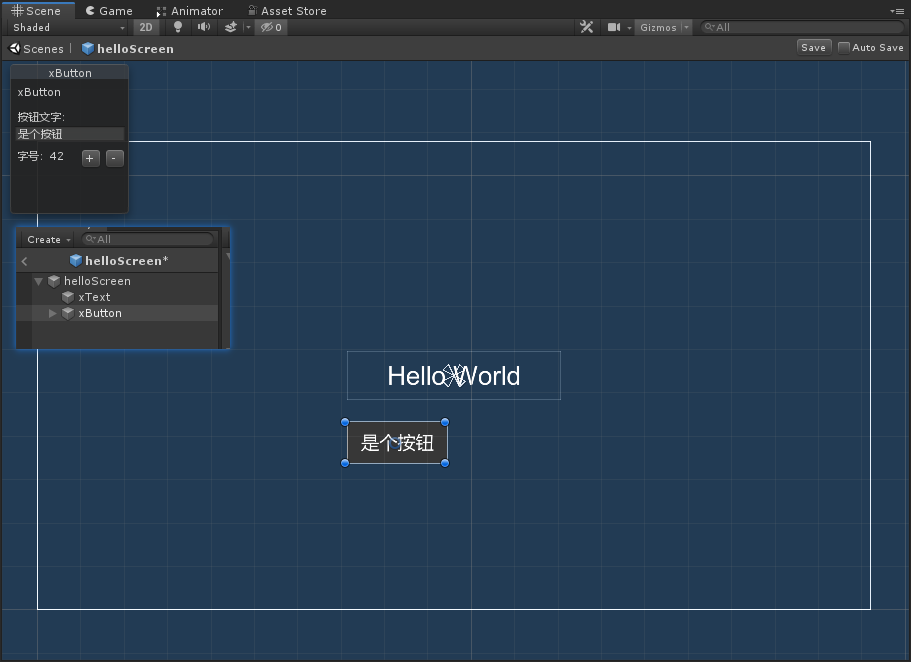 Scene Game Animator Asset Store
Shaded 2D 0 Gizmos All
Scenes helloScreen Save Auto Save
xButton
xButton
按钮文字:
是个按钮
字号: 42 + -
Create All
helloScreen*
helloScreen
xText
xButton
Hello World
是个按钮